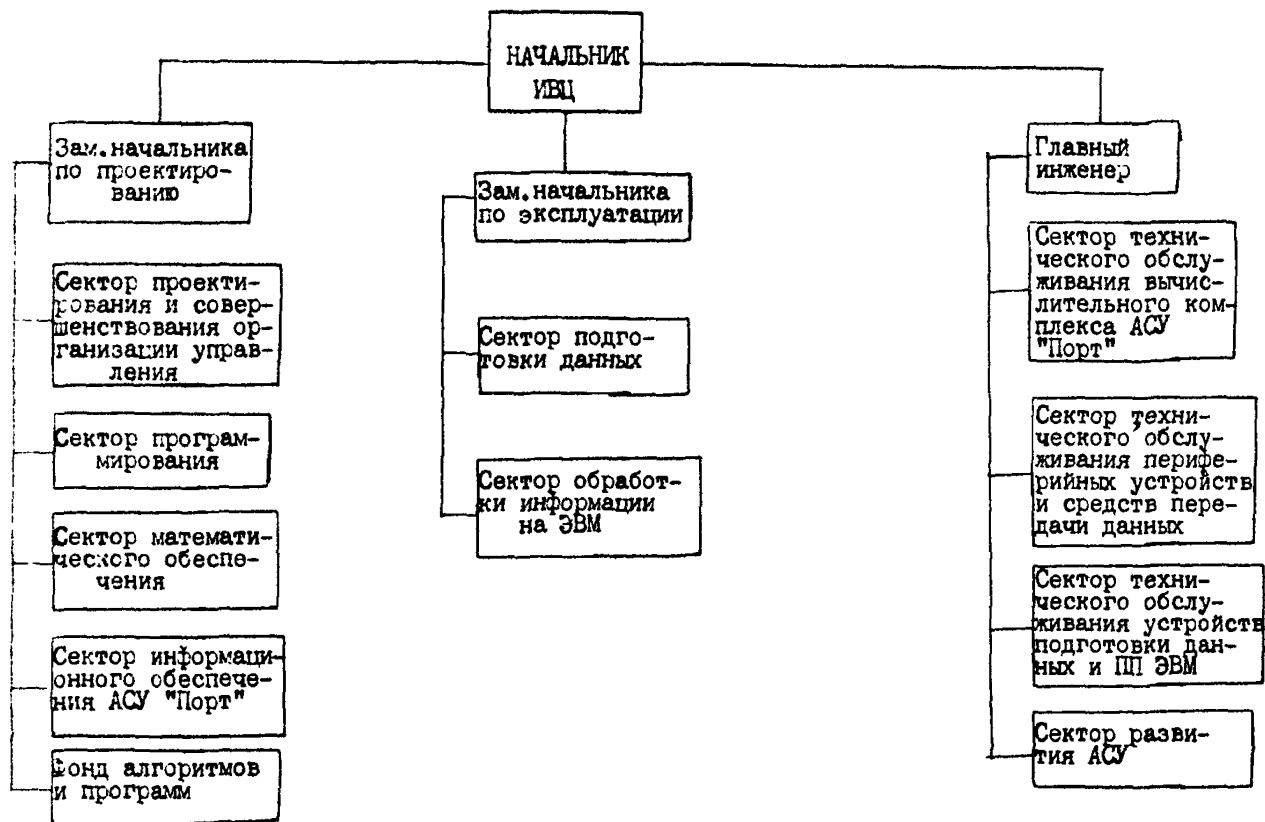 НАЧАЛЬНИК
ИВЦ
Зам.начальника
по проектиро-
ванию
Сектор проекти-
рования и совер-
шенствования ор-
ганизации управ-
ления
Сектор програм-
мирования
Сектор математи-
ческого обеспе-
чения
Сектор информаци-
онного обеспече-
ния АСУ "Порт"
Фонд алгоритмов
и программ
Зам.начальника
по эксплуатации
Сектор подго-
товки данных
Сектор обработ-
ки информации
на ЭВМ
Главный
инженер
Сектор техни-
ческого обслу-
живания вычис-
лительного ком-
плекса АСУ
"Порт"
Сектор техни-
ческого обслу-
живания перифе-
рийных устройств
и средств пере-
дачи данных
Сектор техни-
ческого обслу-
живания устройств
подготовки дан-
ных и ПП ЭВМ
Сектор разви-
тия АСУ